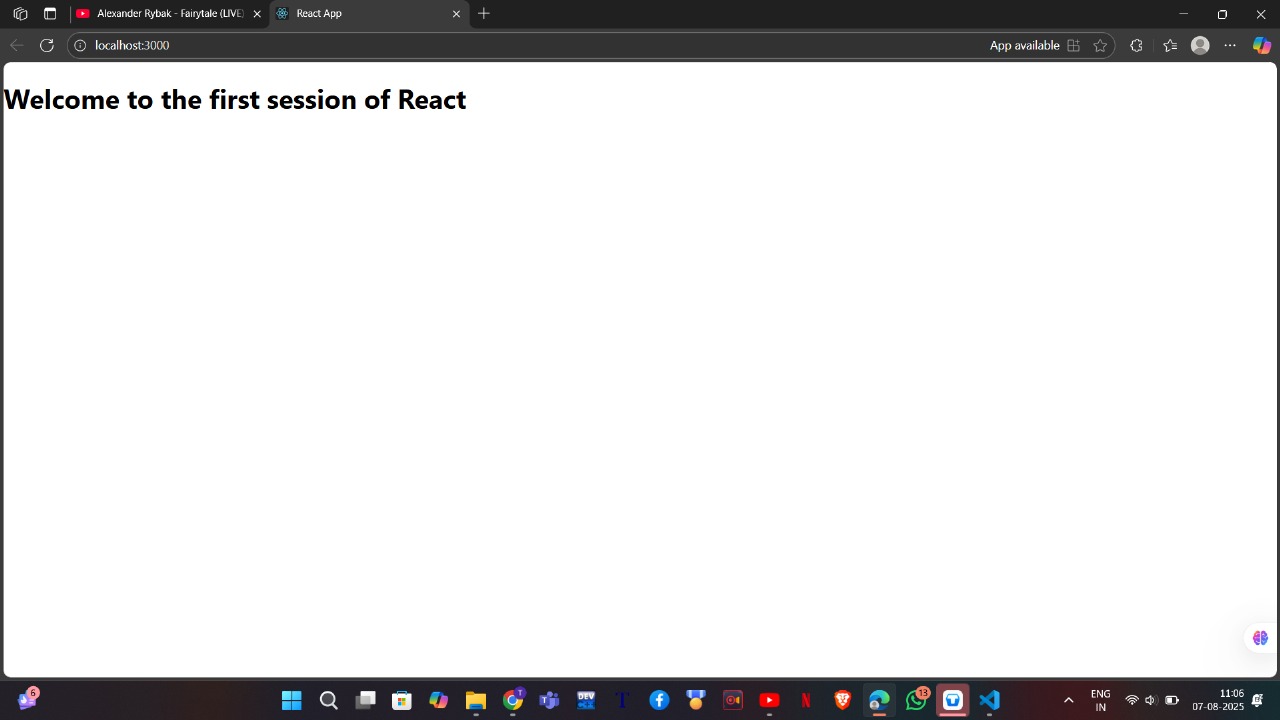 Alexander Rybak - Fairytale (LIVE)
React App
localhost:3000
App available
Welcome to the first session of React
6
T
DEV
T
N
13
ENG
IN
11:06
07-08-2025